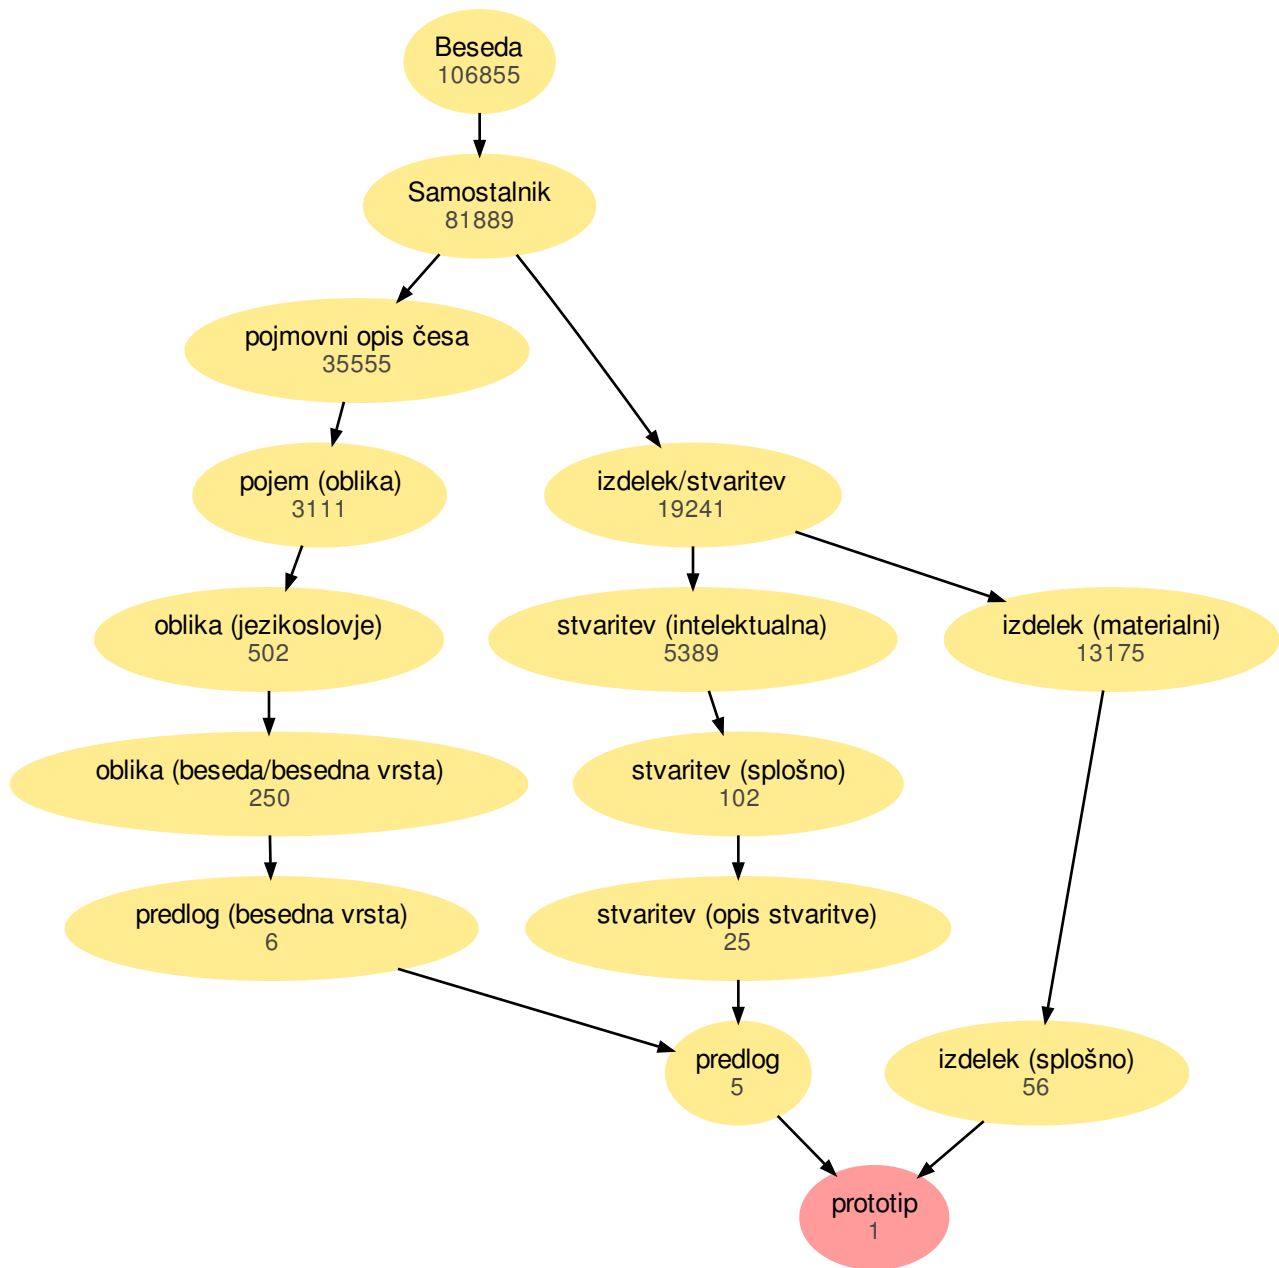 Beseda
106855
Samostalnik
81889
pojmovni opis česa
35555
pojem (oblika)
3111
izdelek/stvaritev
19241
oblika (jezikoslovje)
502
stvaritev (intelektualna)
5389
izdelek (materialni)
13175
oblika (beseda/besedna vrsta)
250
stvaritev (splošno)
102
predlog (besedna vrsta)
6
stvaritev (opis stvaritve)
25
predlog
5
izdelek (splošno)
56
prototip
1